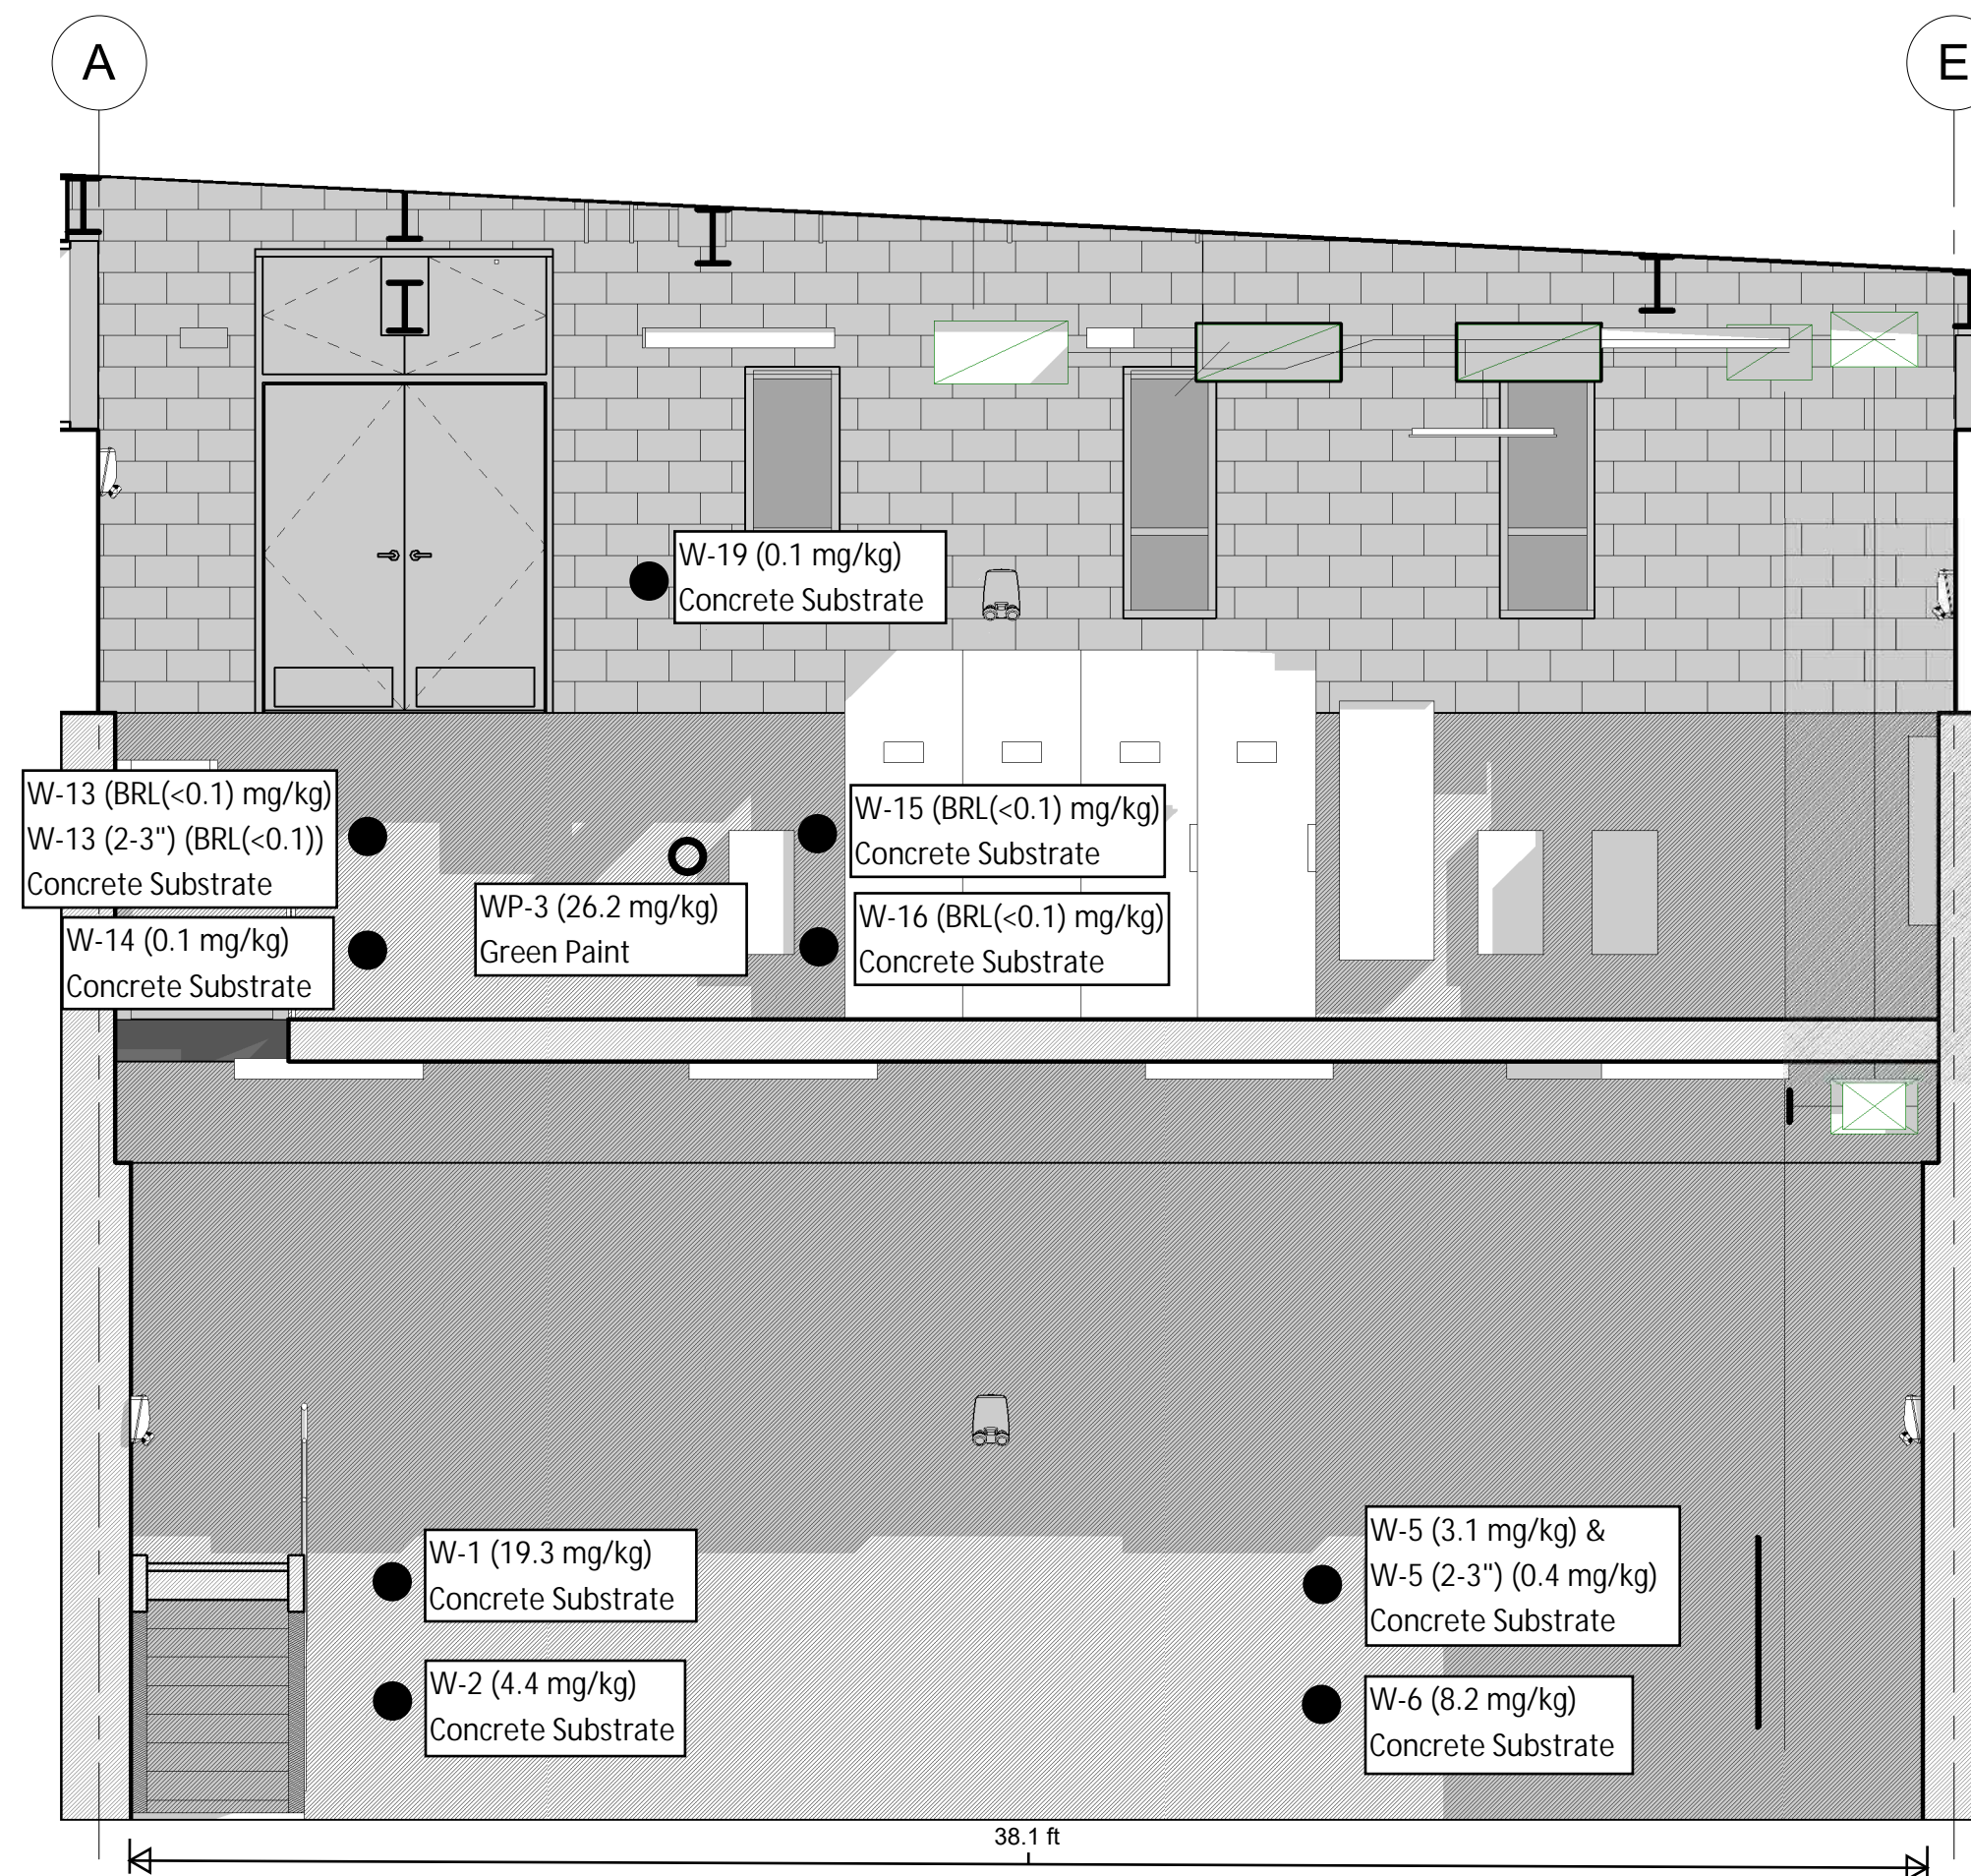 A
E
W-19 (0.1 mg/kg)
Concrete Substrate
W-13 (BRL(<0.1) mg/kg)
W-13 (2-3") (BRL(<0.1))
Concrete Substrate
W-15 (BRL(<0.1) mg/kg)
Concrete Substrate
WP-3 (26.2 mg/kg)
Green Paint
W-16 (BRL(<0.1) mg/kg)
Concrete Substrate
W-14 (0.1 mg/kg)
Concrete Substrate
W-1 (19.3 mg/kg)
Concrete Substrate
W-5 (3.1 mg/kg) &
W-5 (2-3") (0.4 mg/kg)
Concrete Substrate
W-2 (4.4 mg/kg)
Concrete Substrate
W-6 (8.2 mg/kg)
Concrete Substrate
38.1 ft